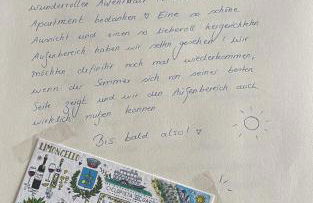 wundervollen Aufenthalt
Apartment bedanken ♡ Eine so schöne
Aussicht und einen so liebevoll hergerichteten
Außenbereich haben wir selten gesehen! Wir
möchten definitiv noch mal wiederkommen,
wenn der Sommer sich von seiner besten
Seite zeigt und wir den Außenbereich auch
wirklich nutzen können
Bis bald also! ♡
LIMONCELLO